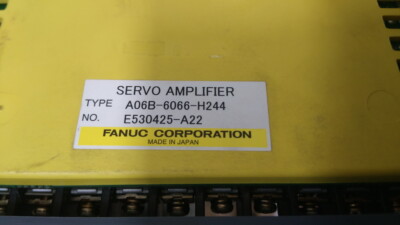 SERVO AMPLIFIER
TYPE A06B-6066-H244
NO. E530425-A22
FANUC CORPORATION
MADE IN JAPAN